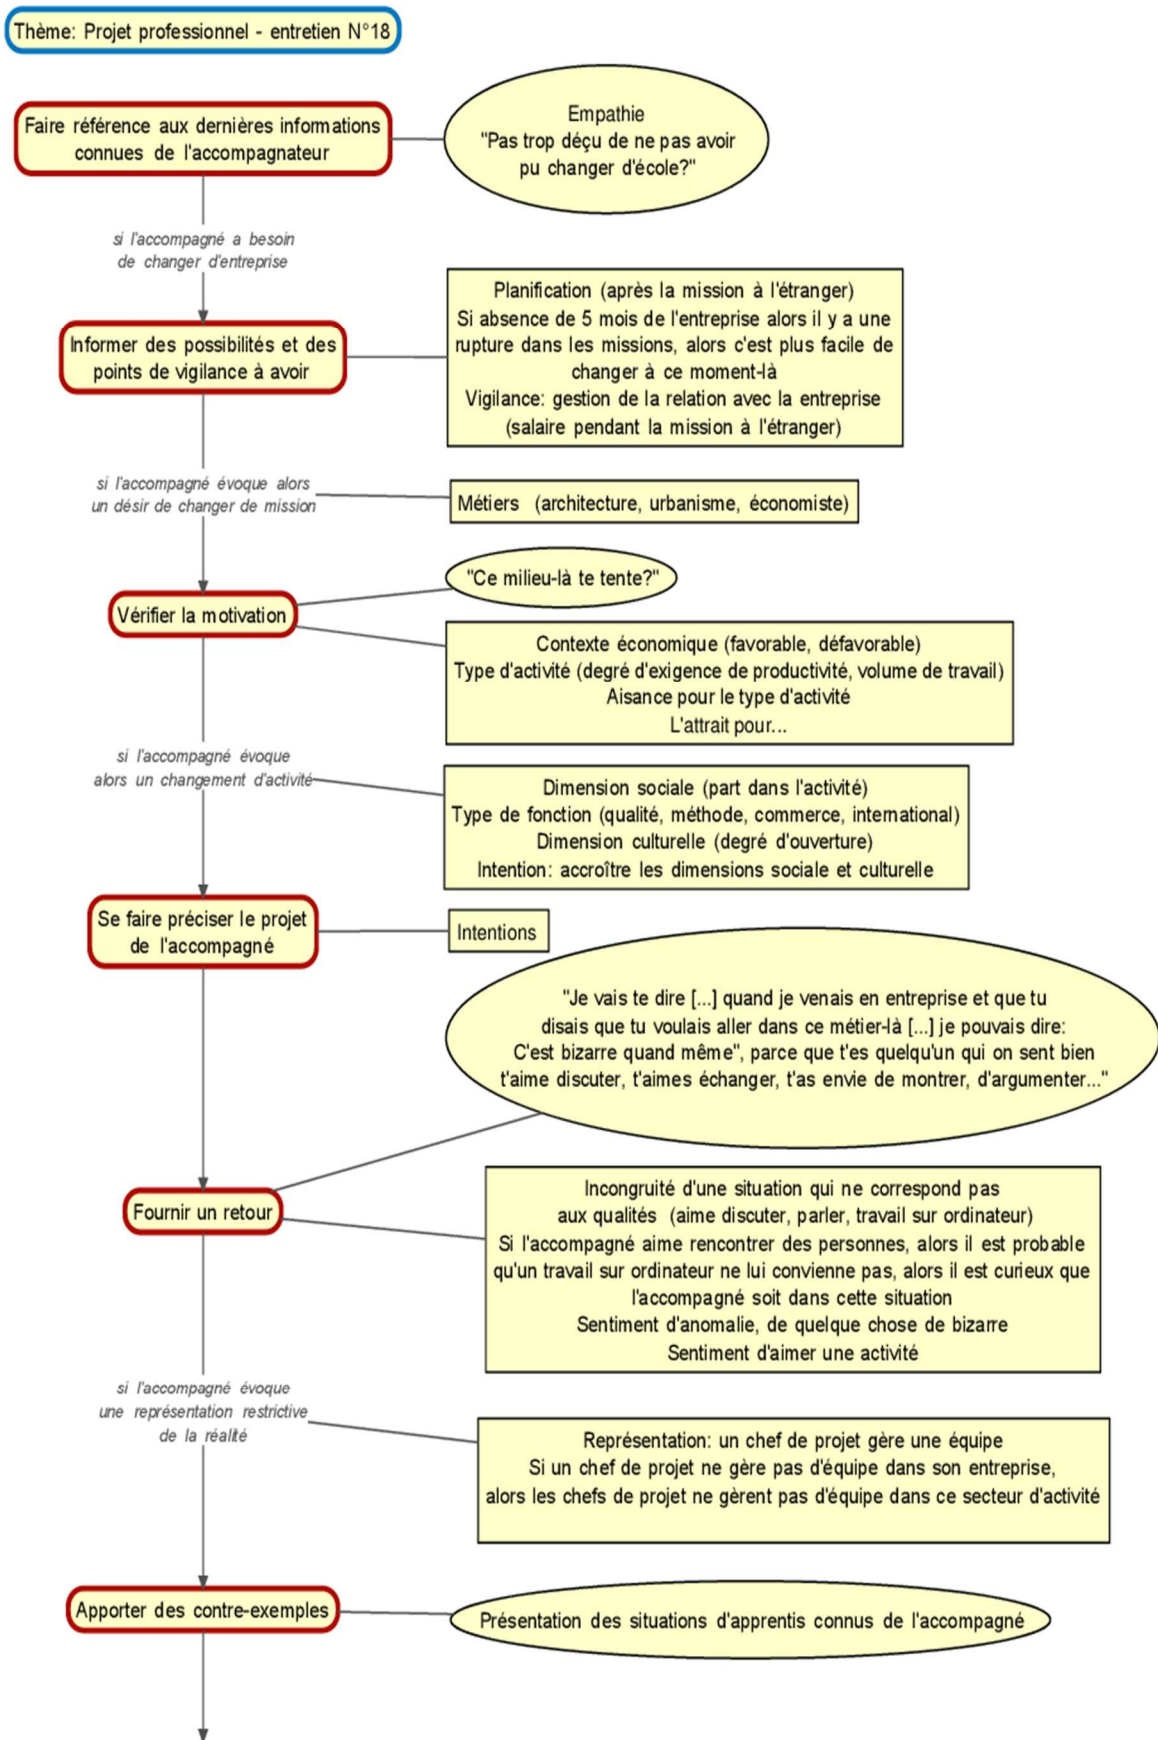 Thème: Projet professionnel - entretien N°18
Faire référence aux dernières informations
connues de l'accompagnateur
Empathie
"Pas trop déçu de ne pas avoir
pu changer d'école?"
si l'accompagné a besoin
de changer d'entreprise
Informer des possibilités et des
points de vigilance à avoir
Planification (après la mission à l'étranger)
Si absence de 5 mois de l'entreprise alors il y a une
rupture dans les missions, alors c'est plus facile de
changer à ce moment-là
Vigilance: gestion de la relation avec la entreprise
(salaire pendant la mission à l'étranger)
si l'accompagné évoque alors
un désir de changer de mission
Métiers (architecture, urbanisme, économiste)
Vérifier la motivation
"Ce milieu-là te tente?"
Contexte économique (favorable, défavorable)
Type d'activité (degré d'exigence de productivité, volume de travail)
Aisance pour le type d'activité
L'attrait pour...
si l'accompagné évoque
alors un changement d'activité
Dimension sociale (part dans l'activité)
Type de fonction (qualité, méthode, commerce, international)
Dimension culturelle (degré d'ouverture)
Intention: accroître les dimensions sociale et culturelle
Se faire préciser le projet
de l'accompagné
Intentions
"Je vais te dire [...] quand je venais en entreprise et que tu
disais que tu voulais aller dans ce métier-là [...] je pouvais dire:
C'est bizarre quand même", parce que t'es quelqu'un qui on sent bien
t'aime discuter, t'aimes échanger, t'as envie de montrer, d'argumenter..."
Fournir un retour
Incongruité d'une situation qui ne correspond pas
aux qualités (aime discuter, parler, travail sur ordinateur)
Si l'accompagné aime rencontrer des personnes, alors il est probable
qu'un travail sur ordinateur ne lui convienne pas, alors il est curieux que
l'accompagné soit dans cette situation
Sentiment d'anomalie, de quelque chose de bizarre
Sentiment d'aimer une activité
si l'accompagné évoque
une représentation restrictive
de la réalité
Représentation: un chef de projet gère une équipe
Si un chef de projet ne gère pas d'équipe dans son entreprise,
alors les chefs de projet ne gèrent pas d'équipe dans ce secteur d'activité
Apporter des contre-exemples
Présentation des situations d'apprentis connus de l'accompagné